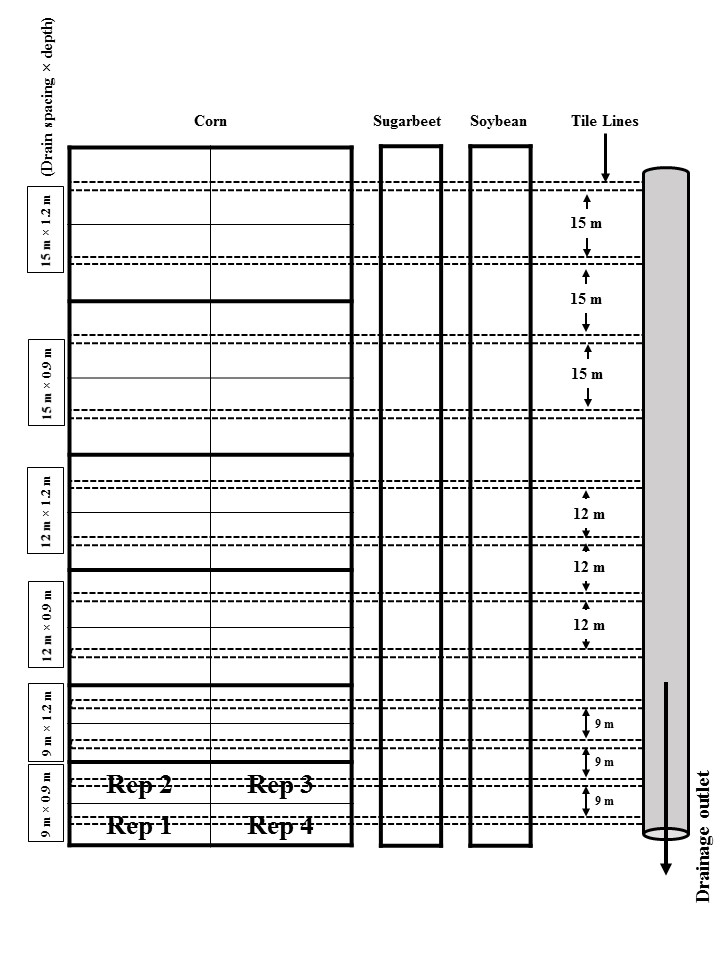 (Drain spacing × depth)
Corn
Sugarbeet
Soybean
Tile Lines
15 m × 1.2 m
15 m
15 m
15 m × 0.9 m
15 m
12 m × 1.2 m
12 m
12 m
12 m × 0.9 m
12 m
9 m × 1.2 m
9 m
9 m
9 m × 0.9 m
Rep 2
Rep 3
9 m
Rep 1
Rep 4
Drainage outlet